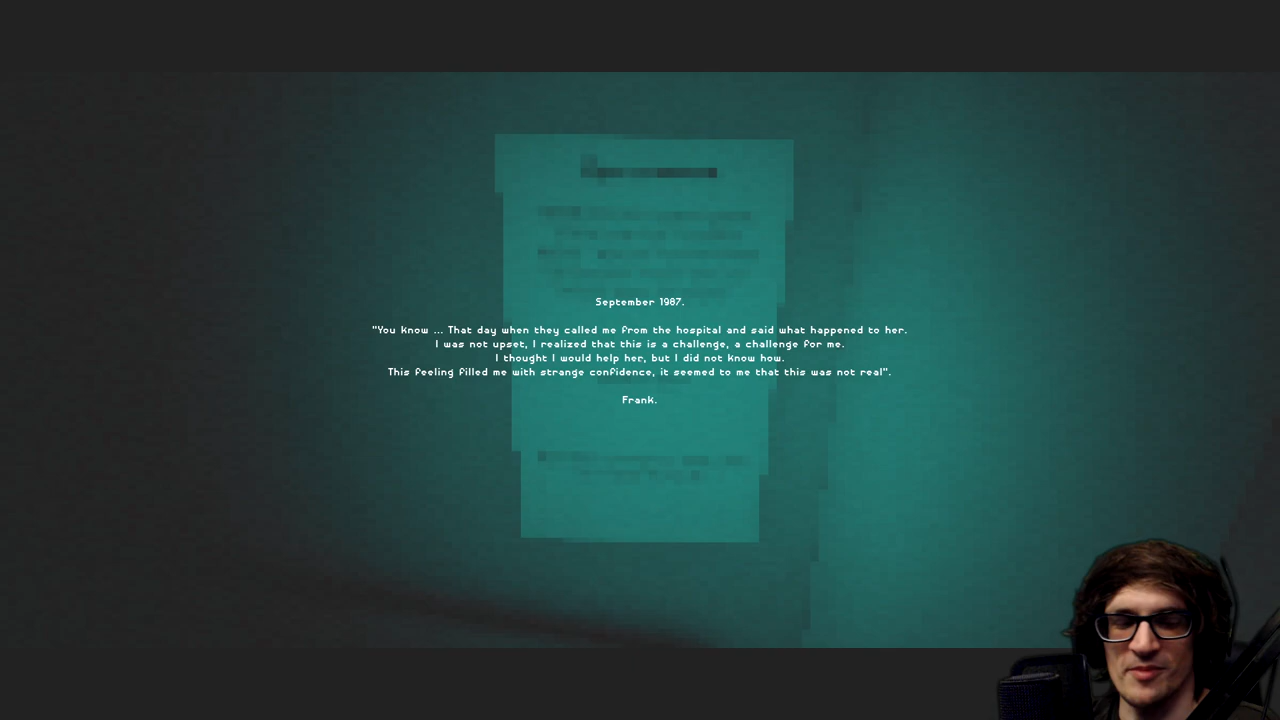 September 1987.
"You know ... That day when they called me from the hospital and said what happened to her.
I was not upset, I realized that this is a challenge, a challenge for me.
I thought I would help her, but I did not know how.
This feeling filled me with strange confidence, it seemed to me that this was not real".
Frank.